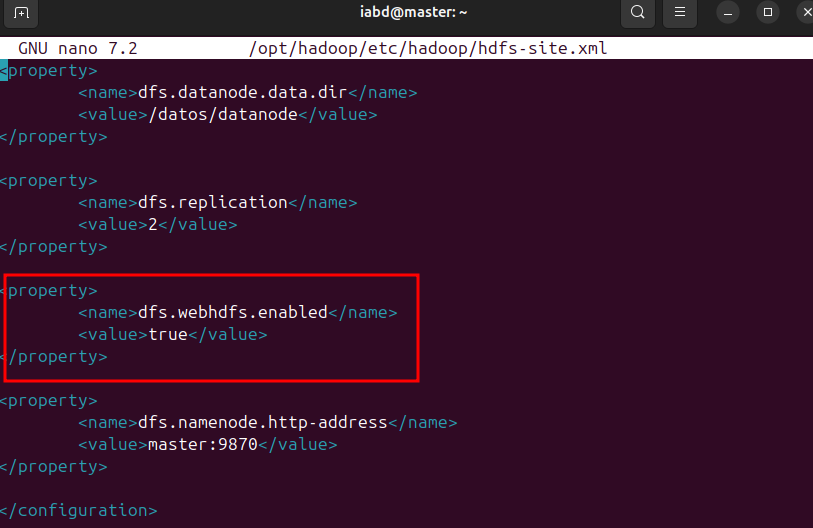 iabd@master: ~
GNU nano 7.2 /opt/hadoop/etc/hadoop/hdfs-site.xml
<property>
<name>dfs.datanode.data.dir</name>
<value>/datos/datanode</value>
</property>
<property>
<name>dfs.replication</name>
<value>2</value>
</property>
<property>
<name>dfs.webhdfs.enabled</name>
<value>true</value>
</property>
<property>
<name>dfs.namenode.http-address</name>
<value>master:9870</value>
</property>
</configuration>